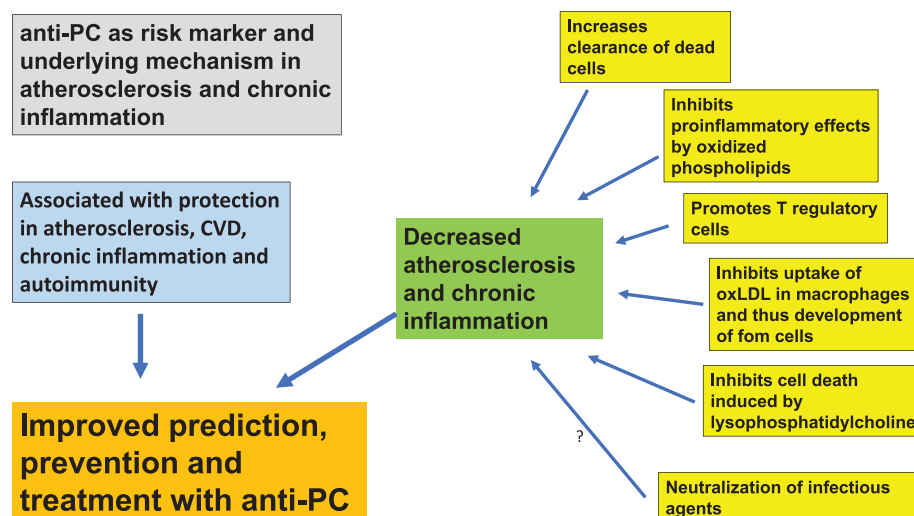 anti-PC as risk marker and
underlying mechanism in
atherosclerosis and chronic
inflammation
Associated with protection
in atherosclerosis, CVD,
chronic inflammation and
autoimmunity
Improved prediction,
prevention and
treatment with anti-PC
Decreased
atherosclerosis
and chronic
inflammation
Increases
clearance of dead
cells
Inhibits
proinflammatory effects
by oxidized
phospholipids
Promotes T regulatory
cells
Inhibits uptake of
oxLDL in macrophages
and thus development
of fom cells
Inhibits cell death
induced by
lysophosphatidylcholine
?
Neutralization of infectious
agents